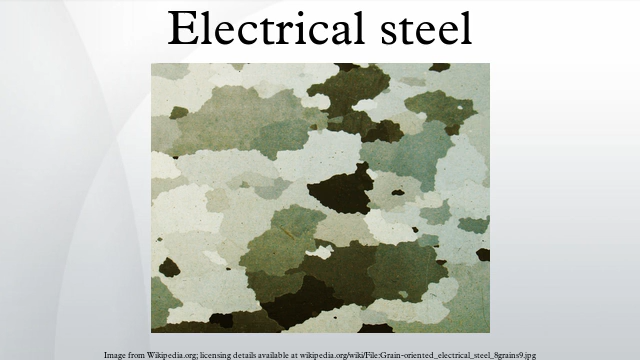 Electrical steel
Image from Wikipedia.org; licensing details available at wikipedia.org/wiki/File:Grain-oriented_electrical_steel_8grains9.jpg